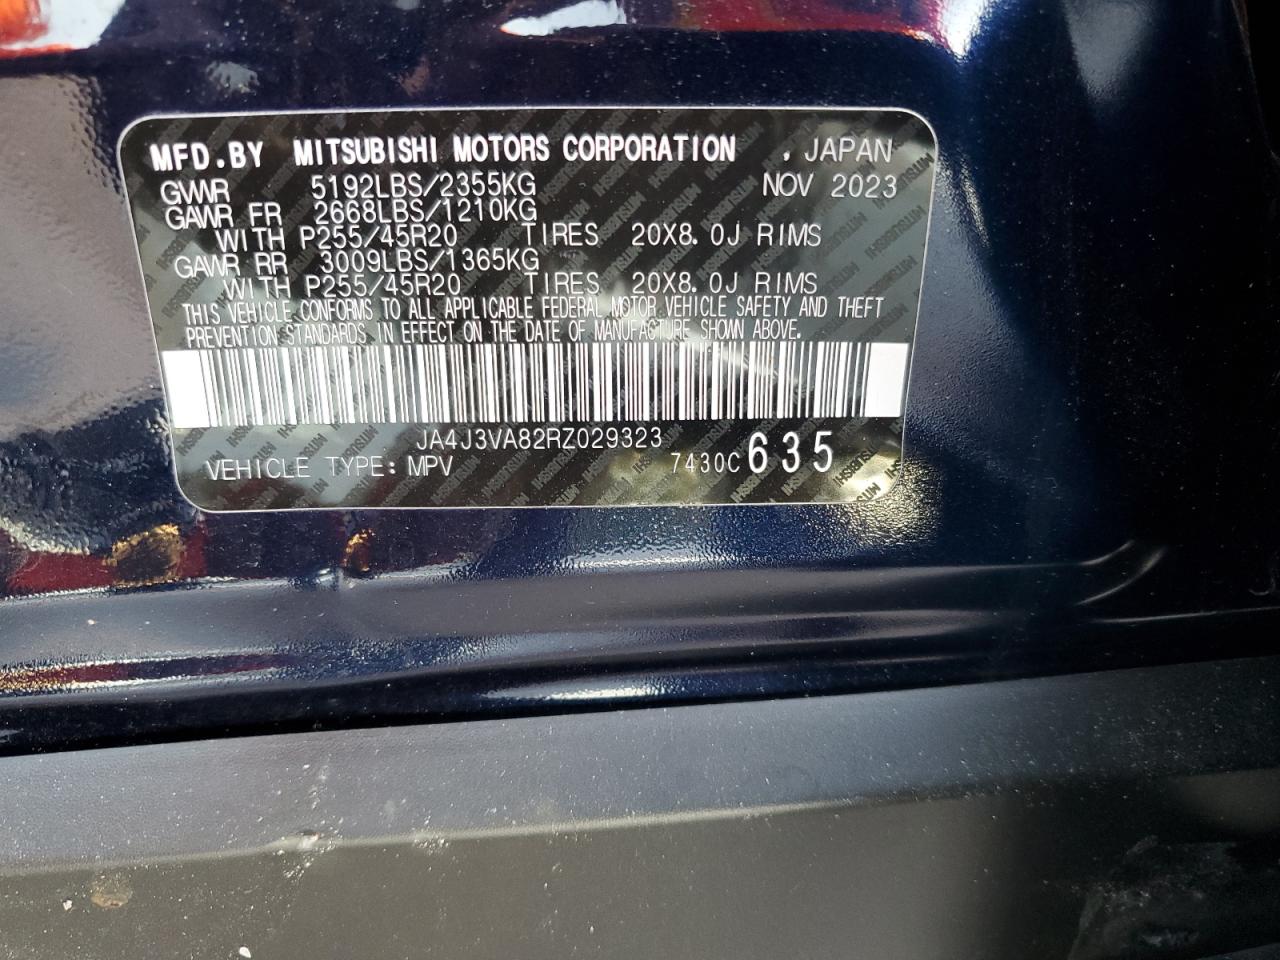 MFD.BY MITSUBISHI MOTORS CORPORATION . JAPAN
GVWR 5192LBS/2355KG NOV 2023
GAWR FR 2668LBS/1210KG
WITH P255/45R20 TIRES 20X8.0J RIMS
GAWR RR 3009LBS/1365KG
WITH P255/45R20 TIRES 20X8.0J RIMS
THIS VEHICLE CONFORMS TO ALL APPLICABLE FEDERAL MOTOR VEHICLE SAFETY AND THEFT
PREVENTION STANDARDS IN EFFECT ON THE DATE OF MANUFACTURE SHOWN ABOVE.
JA4J3VA82RZ029323
VEHICLE TYPE: MPV 7430C 635